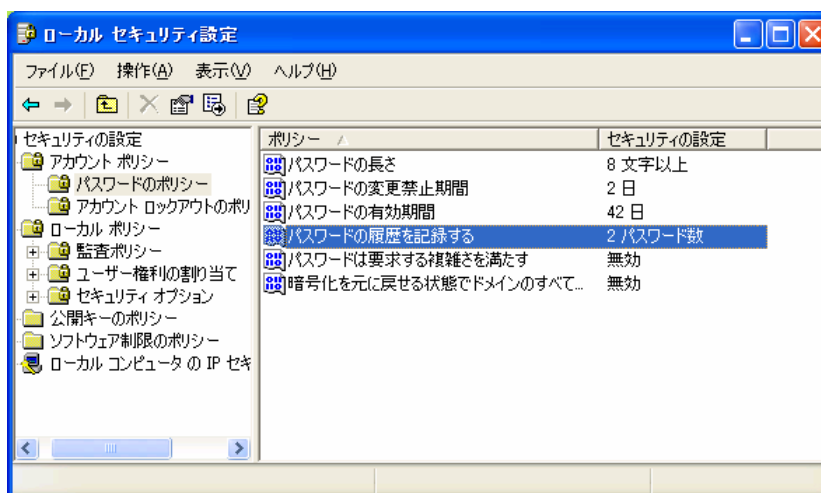 ローカル セキュリティ設定
ファイル(F) 操作(A) 表示(V) ヘルプ(H)
セキュリティの設定
アカウント ポリシー
パスワードのポリシー
アカウント ロックアウトのポリ
ローカル ポリシー
監査ポリシー
ユーザー権利の割り当て
セキュリティ オプション
公開キーのポリシー
ソフトウェア制限のポリシー
ローカル コンピュータ の IP セキ
ポリシー セキュリティの設定
パスワードの長さ 8 文字以上
パスワードの変更禁止期間 2 日
パスワードの有効期間 42 日
パスワードの履歴を記録する 2 パスワード数
パスワードは要求する複雑さを満たす 無効
暗号化を元に戻せる状態でドメインのすべて... 無効